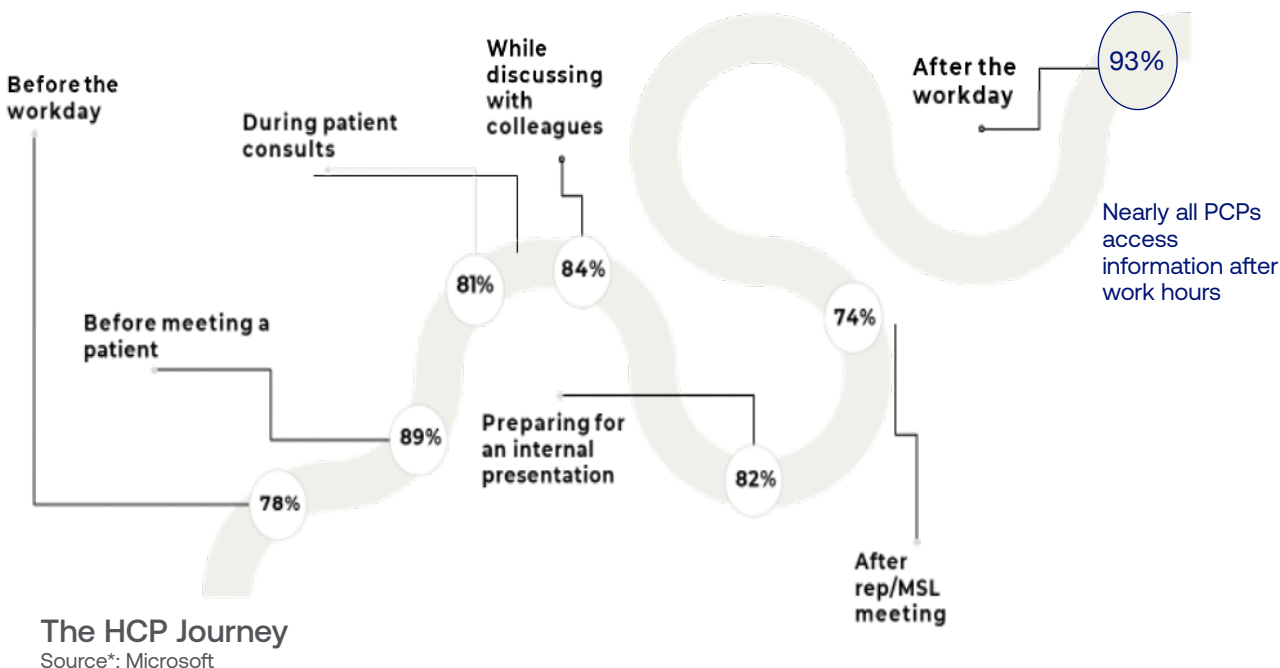 Before the
workday
78%
Before meeting a
patient
89%
During patient
consults
81%
While
discussing
with
colleagues
84%
Preparing for
an internal
presentation
82%
After
rep/MSL
meeting
74%
After the
workday
93%
Nearly all PCPs
access
information after
work hours
The HCP Journey
Source*: Microsoft